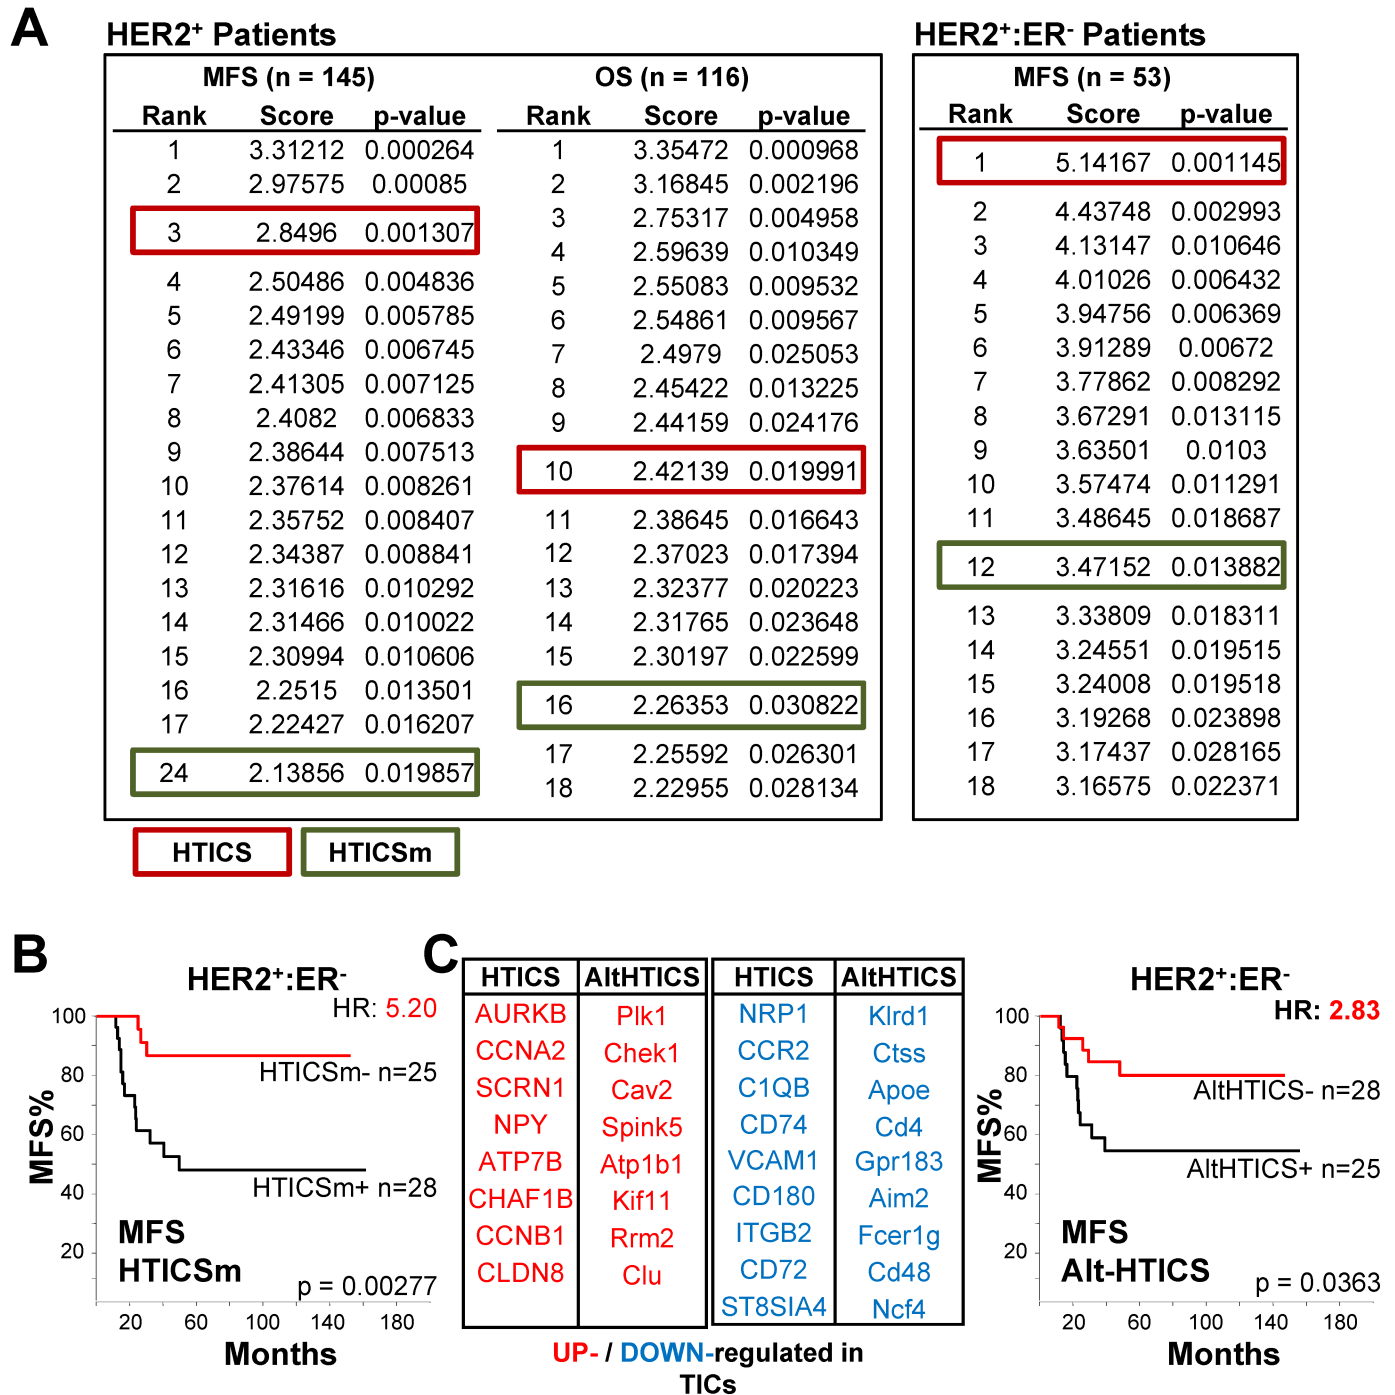 A
HER2+ Patients
MFS (n = 145)
Rank Score p-value
1 3.31212 0.000264
2 2.97575 0.00085
3 2.8496 0.001307
4 2.50486 0.004836
5 2.49199 0.005785
6 2.43346 0.006745
7 2.41305 0.007125
8 2.4082 0.006833
9 2.38644 0.007513
10 2.37614 0.008261
11 2.35752 0.008407
12 2.34387 0.008841
13 2.31616 0.010292
14 2.31466 0.010022
15 2.30994 0.010606
16 2.2515 0.013501
17 2.22427 0.016207
24 2.13856 0.019857
OS (n = 116)
Rank Score p-value
1 3.35472 0.000968
2 3.16845 0.002196
3 2.75317 0.004958
4 2.59639 0.010349
5 2.55083 0.009532
6 2.54861 0.009567
7 2.4979 0.025053
8 2.45422 0.013225
9 2.44159 0.024176
10 2.42139 0.019991
11 2.38645 0.016643
12 2.37023 0.017394
13 2.32377 0.020223
14 2.31765 0.023648
15 2.30197 0.022599
16 2.26353 0.030822
17 2.25592 0.026301
18 2.22955 0.028134
HER2+:ER- Patients
MFS (n = 53)
Rank Score p-value
1 5.14167 0.001145
2 4.43748 0.002993
3 4.13147 0.010646
4 4.01026 0.006432
5 3.94756 0.006369
6 3.91289 0.00672
7 3.77862 0.008292
8 3.67291 0.013115
9 3.63501 0.0103
10 3.57474 0.011291
11 3.48645 0.018687
12 3.47152 0.013882
13 3.33809 0.018311
14 3.24551 0.019515
15 3.24008 0.019518
16 3.19268 0.023898
17 3.17437 0.028165
18 3.16575 0.022371
HTICS HTICSm
B
HER2+:ER-
HR: 5.20
100
80
60
40
20
MFS%
HTICSm- n=25
HTICSm+ n=28
MFS
HTICSm
p = 0.00277
20 60 100 140 180
Months
C
HTICS AltHTICS HTICS AltHTICS
AURKB Plk1 NRP1 Klrd1
CCNA2 Chek1 CCR2 Ctss
SCRN1 Cav2 C1QB Apoe
NPY Spink5 CD74 Cd4
ATP7B Atp1b1 VCAM1 Gpr183
CHAF1B Kif11 CD180 Aim2
CCNB1 Rrm2 ITGB2 Fcer1g
CLDN8 Clu CD72 Cd48
ST8SIA4 Ncf4
UP- / DOWN-regulated in
TICs
HER2+:ER-
HR: 2.83
100
80
60
40
20
MFS%
AltHTICS- n=28
AltHTICS+ n=25
MFS
Alt-HTICS
p = 0.0363
20 60 100 140 180
Months